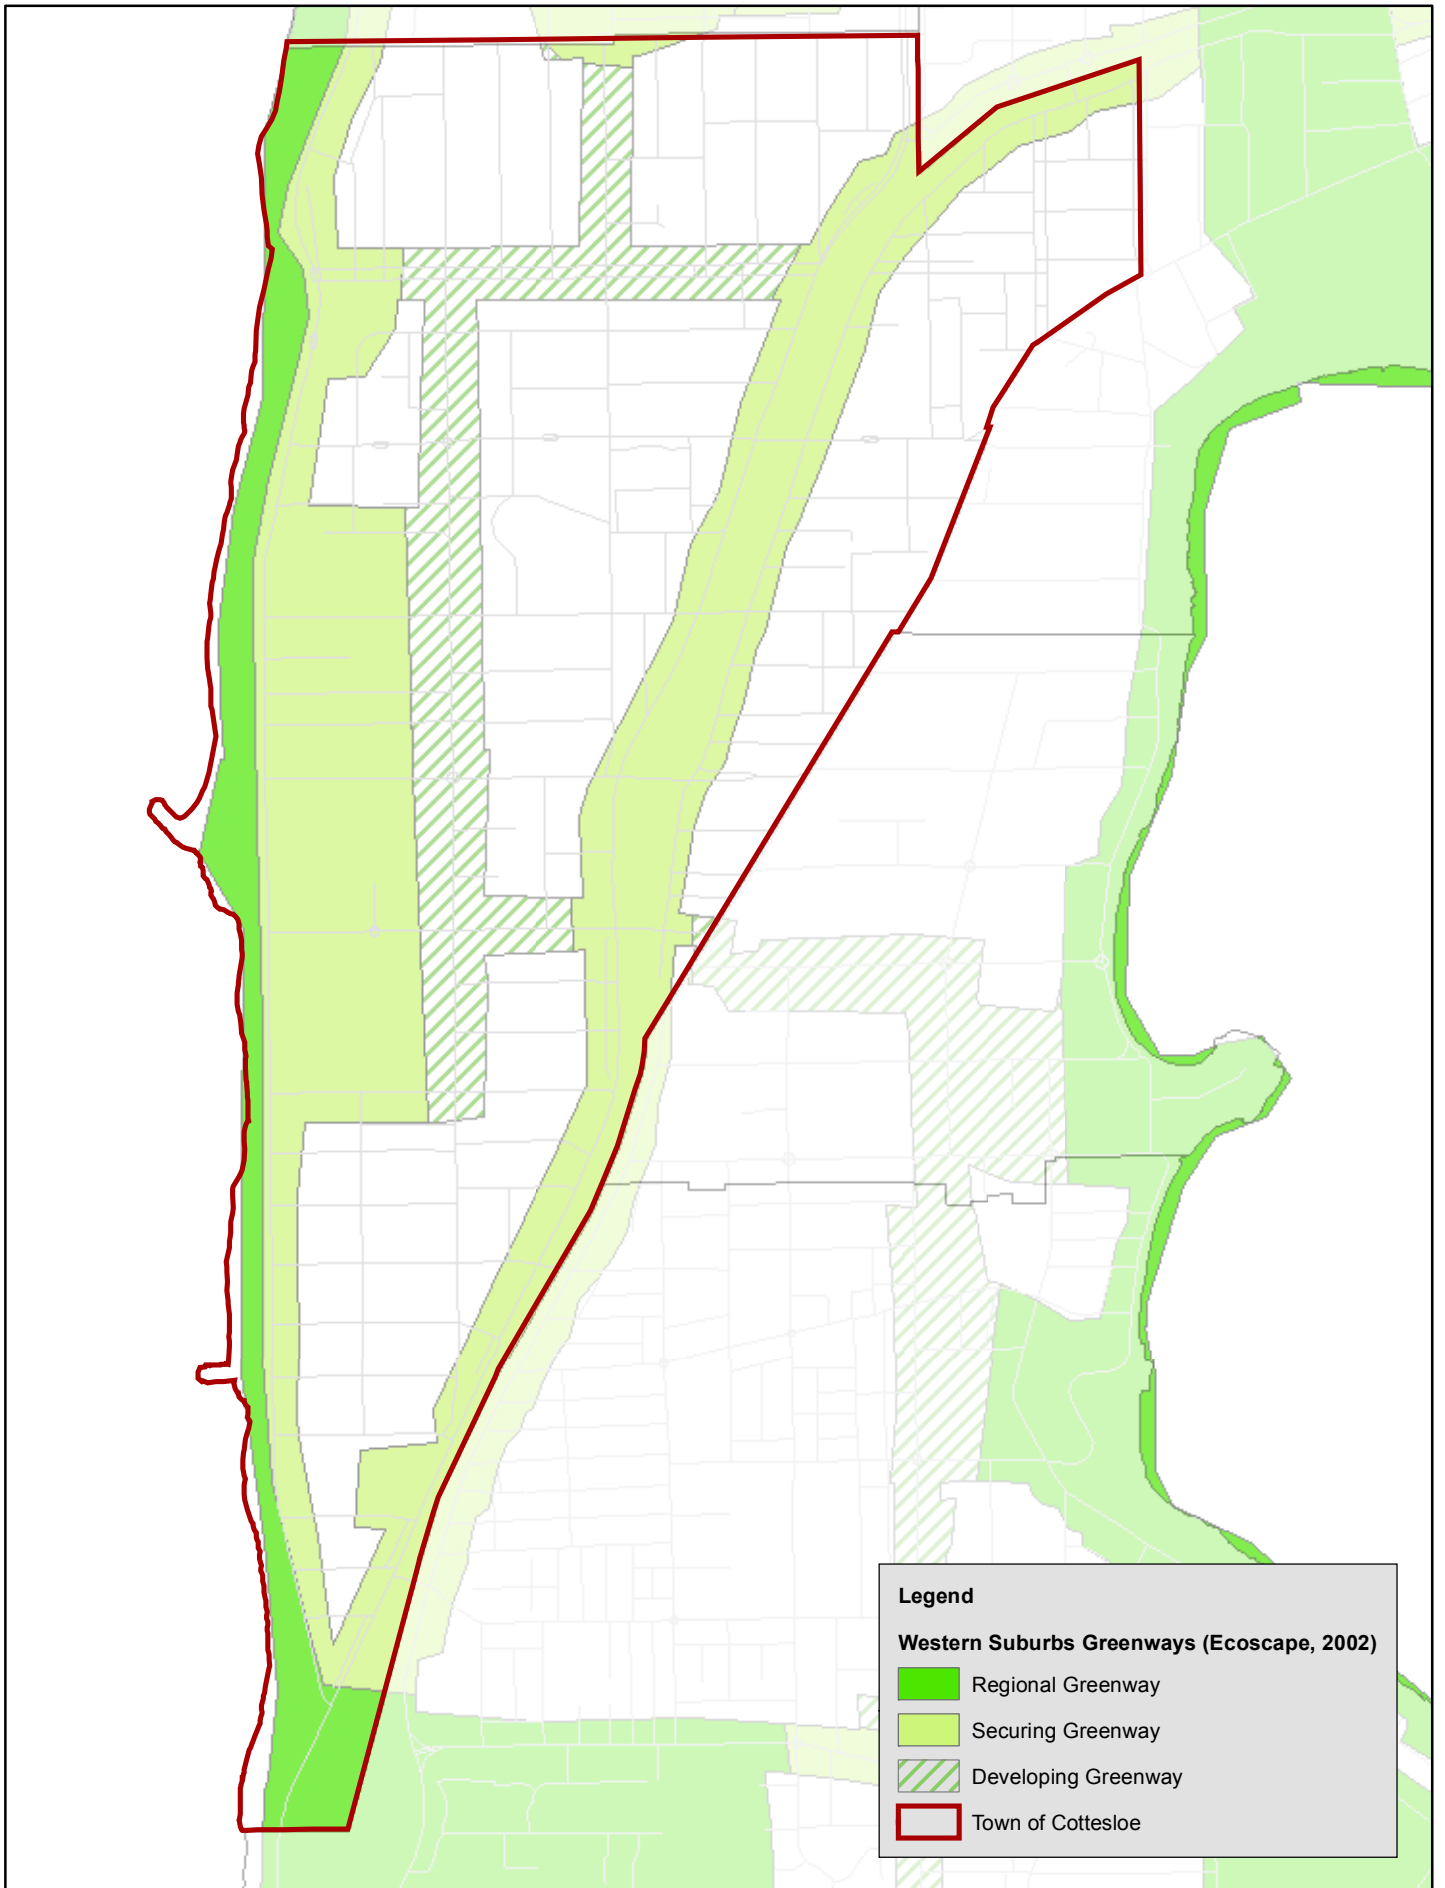 Legend
Western Suburbs Greenways (Ecoscape, 2002)
Regional Greenway
Securing Greenway
Developing Greenway
Town of Cottesloe